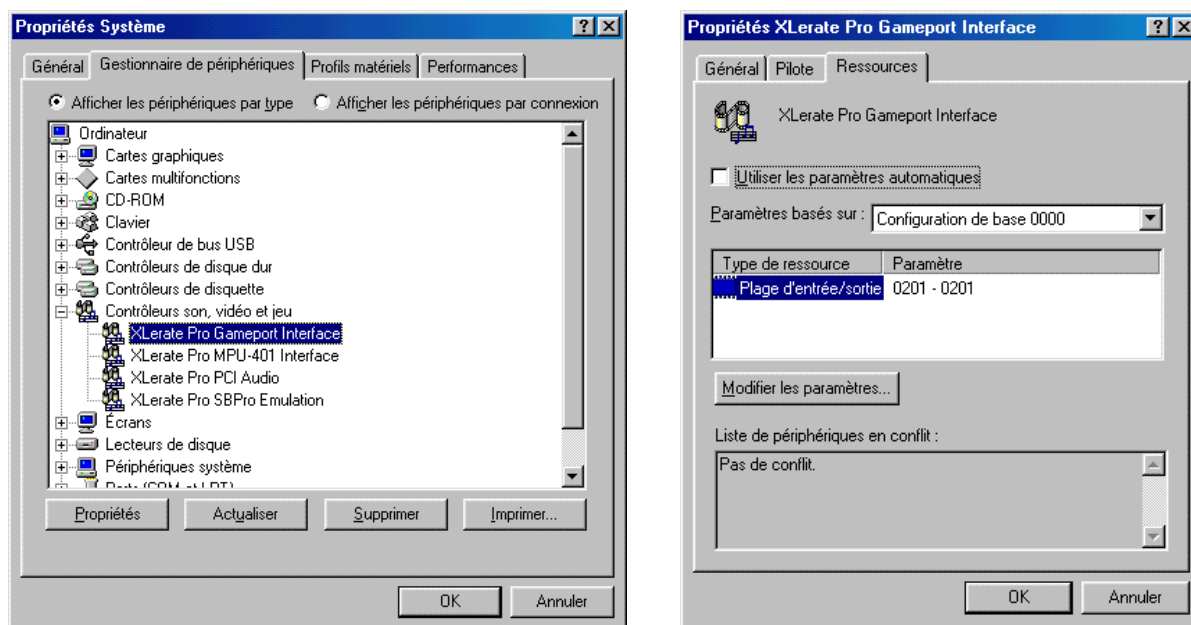 Propriétés Système
Général
Gestionnaire de périphériques
Profils matériels
Performances
Afficher les périphériques par type
Afficher les périphériques par connexion
Ordinateur
Cartes graphiques
Cartes multifonctions
CD-ROM
Clavier
Contrôleur de bus USB
Contrôleurs de disque dur
Contrôleurs de disquette
Contrôleurs son, vidéo et jeu
XLerate Pro Gameport Interface
XLerate Pro MPU-401 Interface
XLerate Pro PCI Audio
XLerate Pro SBPro Emulation
Écrans
Lecteurs de disque
Périphériques système
Propriétés
Actualiser
Supprimer
Imprimer...
OK
Annuler
Propriétés XLerate Pro Gameport Interface
Général
Pilote
Ressources
XLerate Pro Gameport Interface
Utiliser les paramètres automatiques
Paramètres basés sur :
Configuration de base 0000
Type de ressource
Paramètre
Plage d'entrée/sortie
0201 - 0201
Modifier les paramètres...
Liste de périphériques en conflit :
Pas de conflit.
OK
Annuler